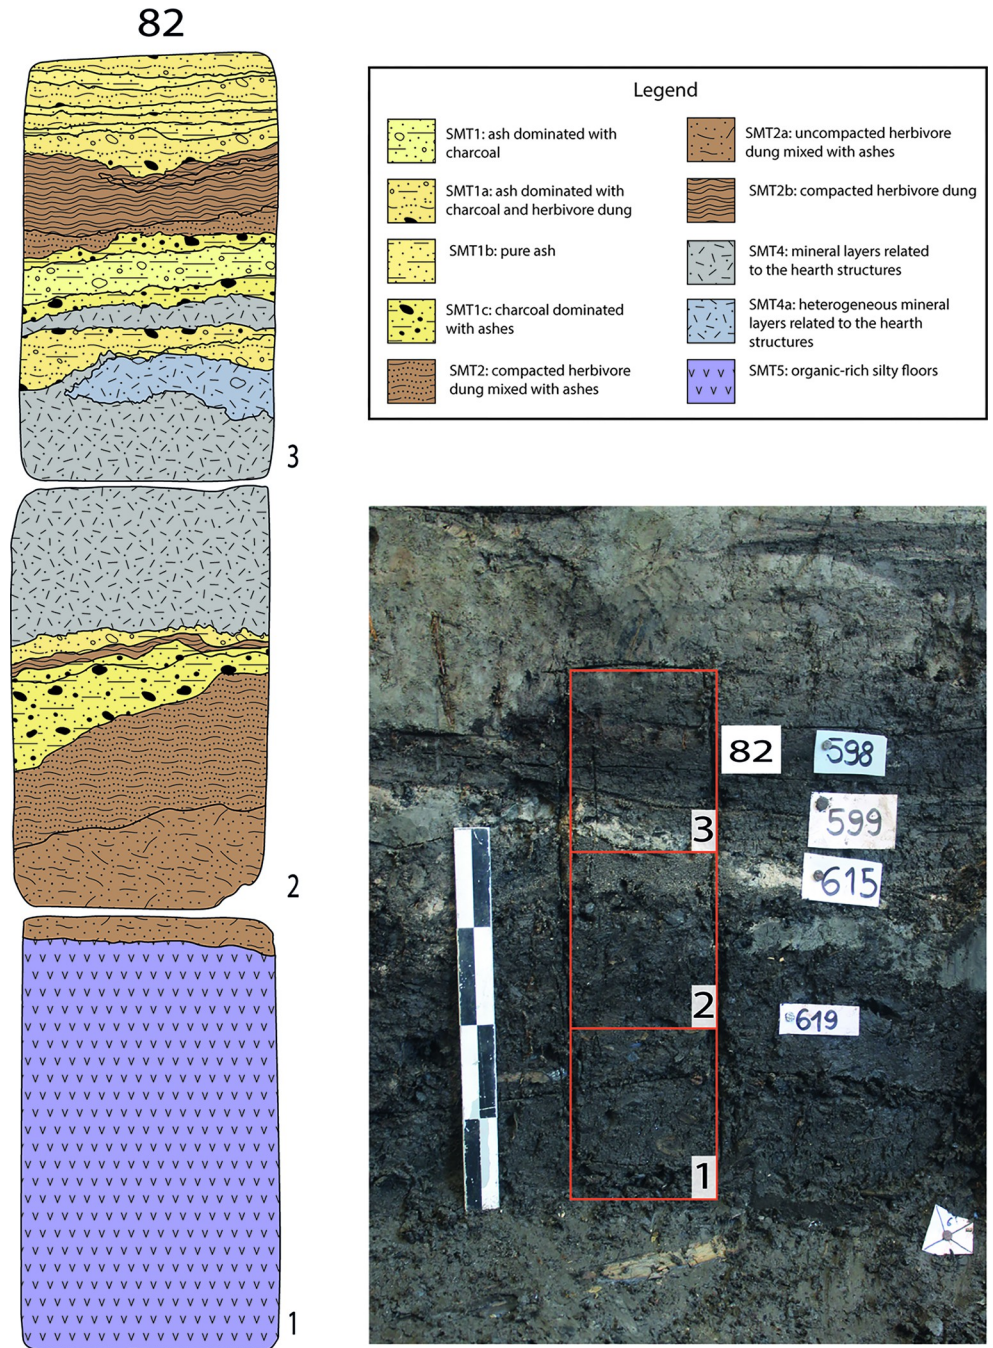 82
3
2
1
Legend
SMT1: ash dominated with
charcoal
SMT1a: ash dominated with
charcoal and herbivore dung
SMT1b: pure ash
SMT1c: charcoal dominated
with ashes
SMT2: compacted herbivore
dung mixed with ashes
SMT2a: uncompacted herbivore
dung mixed with ashes
SMT2b: compacted herbivore dung
SMT4: mineral layers related
to the hearth structures
SMT4a: heterogeneous mineral
layers related to the hearth
structures
SMT5: organic-rich silty floors
82
598
3
599
615
2
619
1